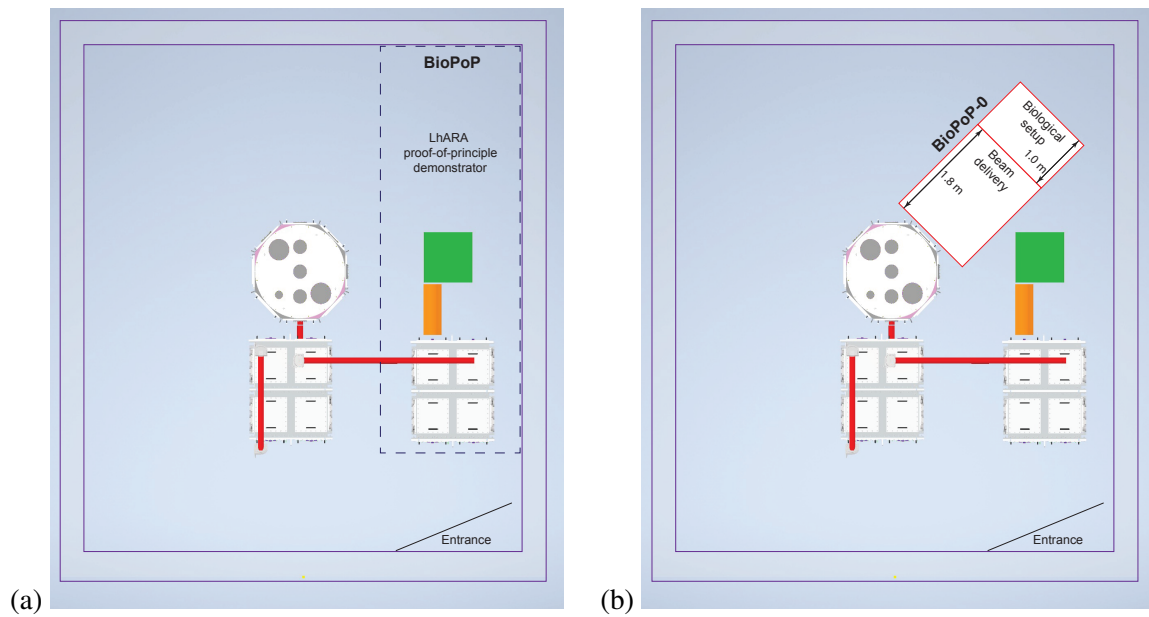 BioPoP
LhARA
proof-of-principle
demonstrator
Entrance
(a)
BioPoP-0
Biological
setup
1.0 m
Beam
delivery
1.8 m
Entrance
(b)